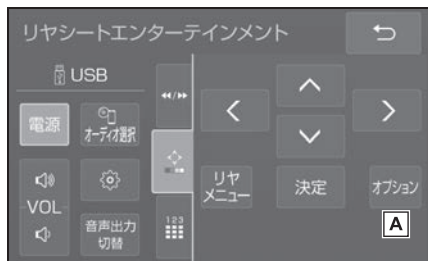 リヤシートエンターテインメント
USB
電源
オーディオ選択
VOL
音声出力
切替
123
リヤ
メニュー
決定
オプション
A